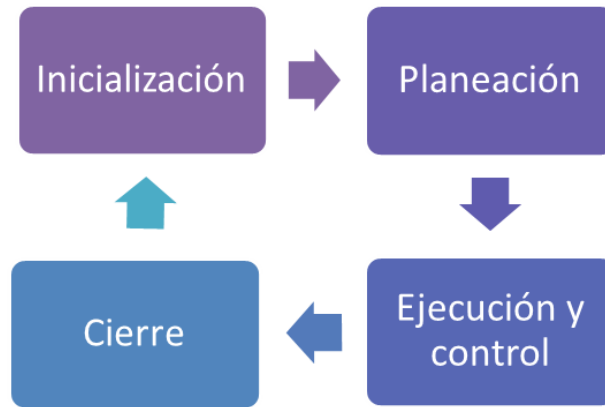 Inicialización
Planeación
Cierre
Ejecución y
control